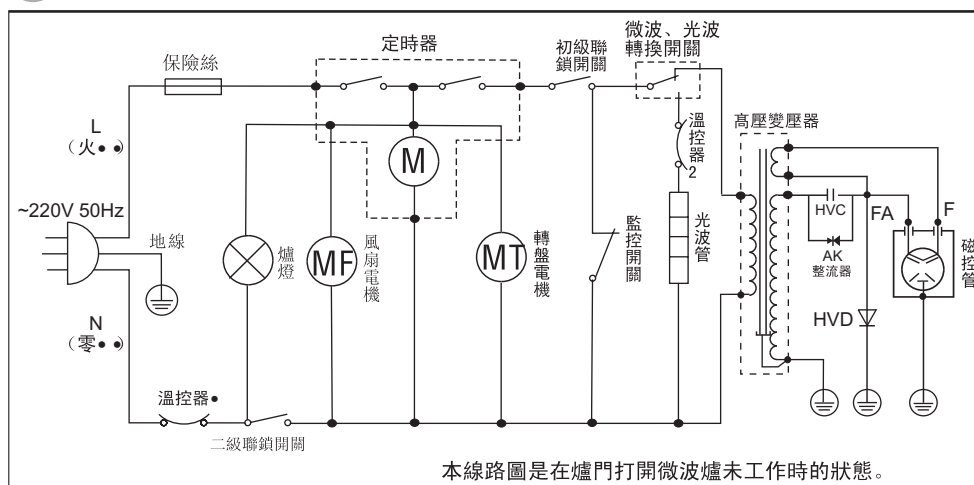 定時器
保險絲
初級聯
鎖開關
微波、光波
轉換開關
L
(火●●)
~220V 50Hz
地線
N
(零●●)
溫控器●
二級聯鎖開關
爐燈
MF
風扇電機
M
MT
轉盤電機
監控開關
溫控器2
光波管
高壓變壓器
HVC
AK
整流器
FA
F
磁控管
HVD
本線路圖是在爐門打開微波爐未工作時的狀態。